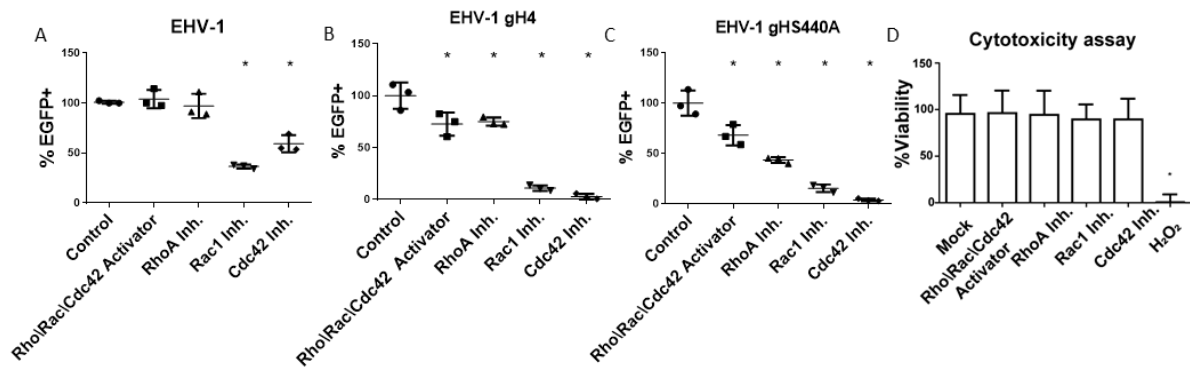 A
EHV-1
% EGFP+
150
100
50
0
*
*
Control
Rho\Rac\Cdc42 Activator
RhoA Inh.
Rac1 Inh.
Cdc42 Inh.
B
EHV-1 gH4
% EGFP+
150
100
50
0
*
*
*
*
Control
Rho\Rac\Cdc42 Activator
RhoA Inh.
Rac1 Inh.
Cdc42 Inh.
C
EHV-1 gHS440A
% EGFP+
150
100
50
0
*
*
*
*
Control
Rho\Rac\Cdc42 Activator
RhoA Inh.
Rac1 Inh.
Cdc42 Inh.
D
Cytotoxicity assay
%Viability
150
100
50
0
*
Mock
Rho\Rac\Cdc42
Activator
RhoA Inh.
Rac1 Inh.
Cdc42 Inh.
H₂O₂